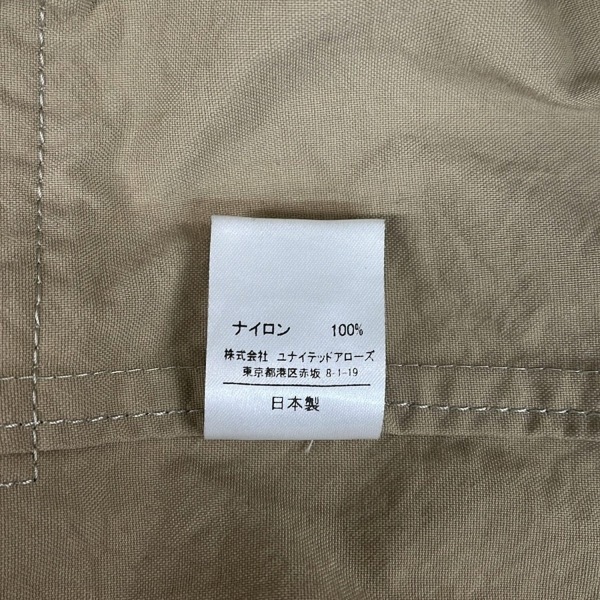 ナイロン 100%
株式会社 ユナイテッドアローズ
東京都港区赤坂 8-1-19
日本製